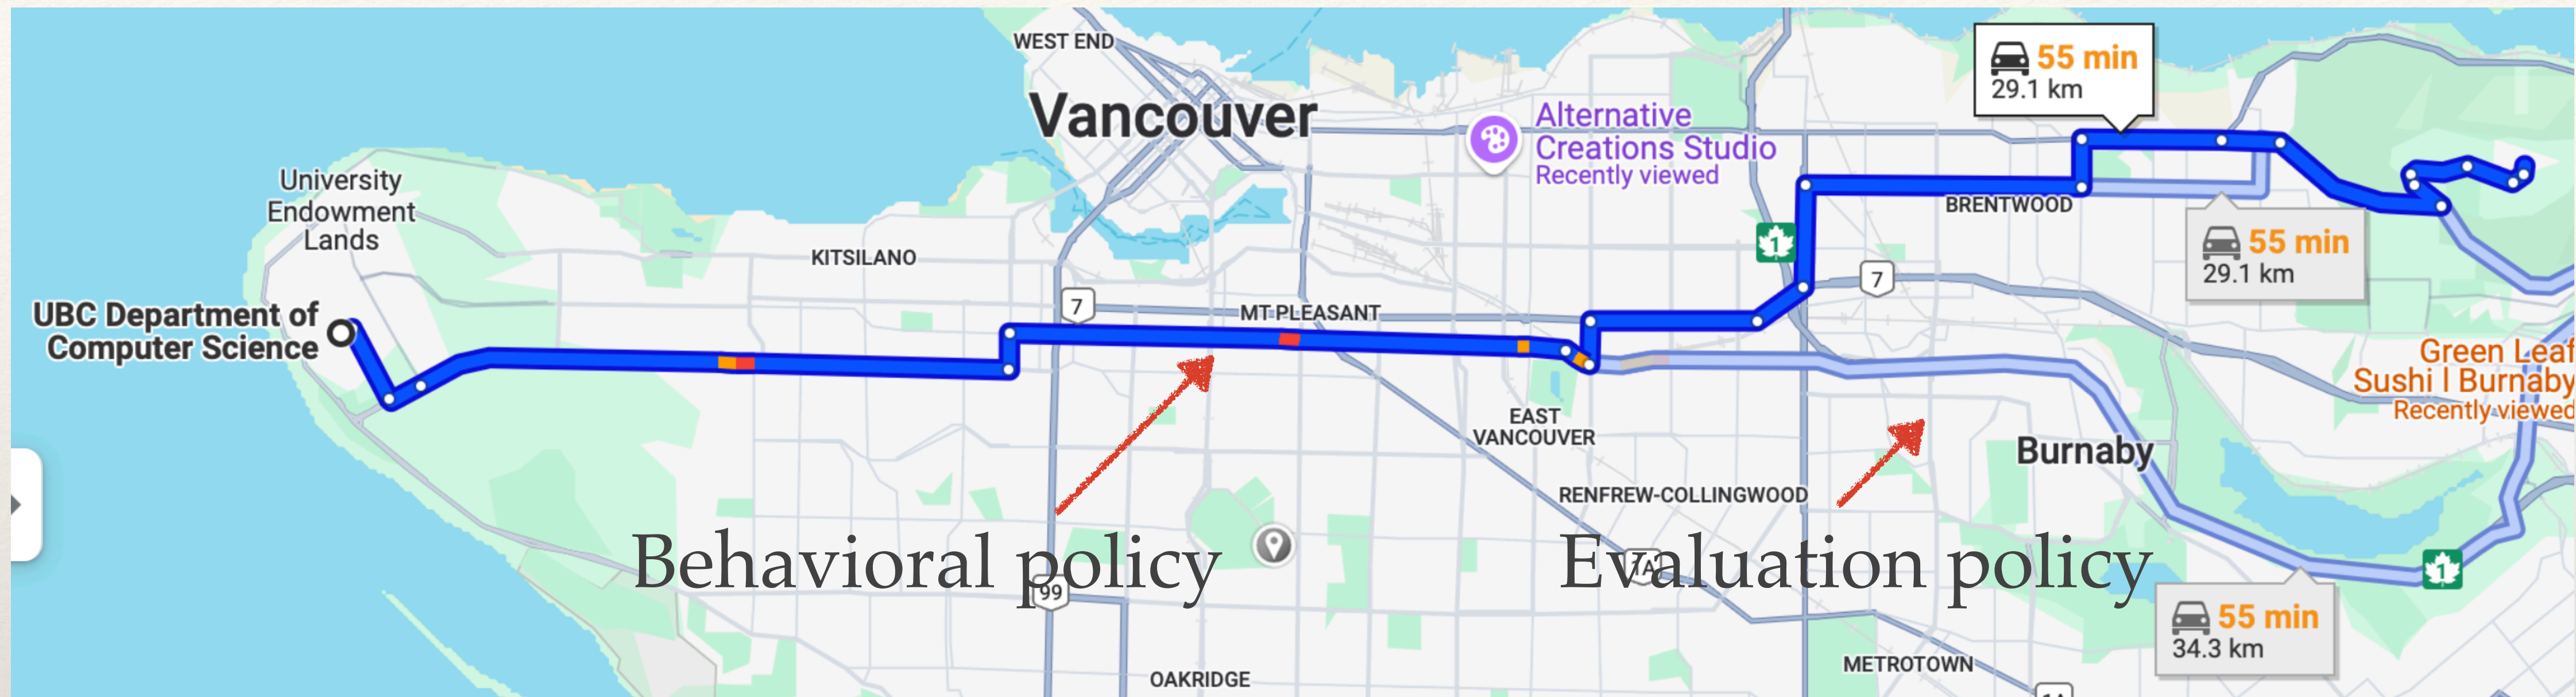 WEST END
Vancouver
University
Endowment
Lands
KITSILANO
UBC Department of
Computer Science
7
MT PLEASANT
Alternative
Creations Studio
Recently viewed
1
7
BRENTWOOD
55 min
29.1 km
55 min
29.1 km
Green Leaf
Sushi | Burnaby
Recently viewed
EAST
VANCOUVER
Burnaby
RENFREW-COLLINGWOOD
Behavioral policy
Evaluation policy
99
1A
1
55 min
34.3 km
OAKRIDGE
METROTOWN
1A